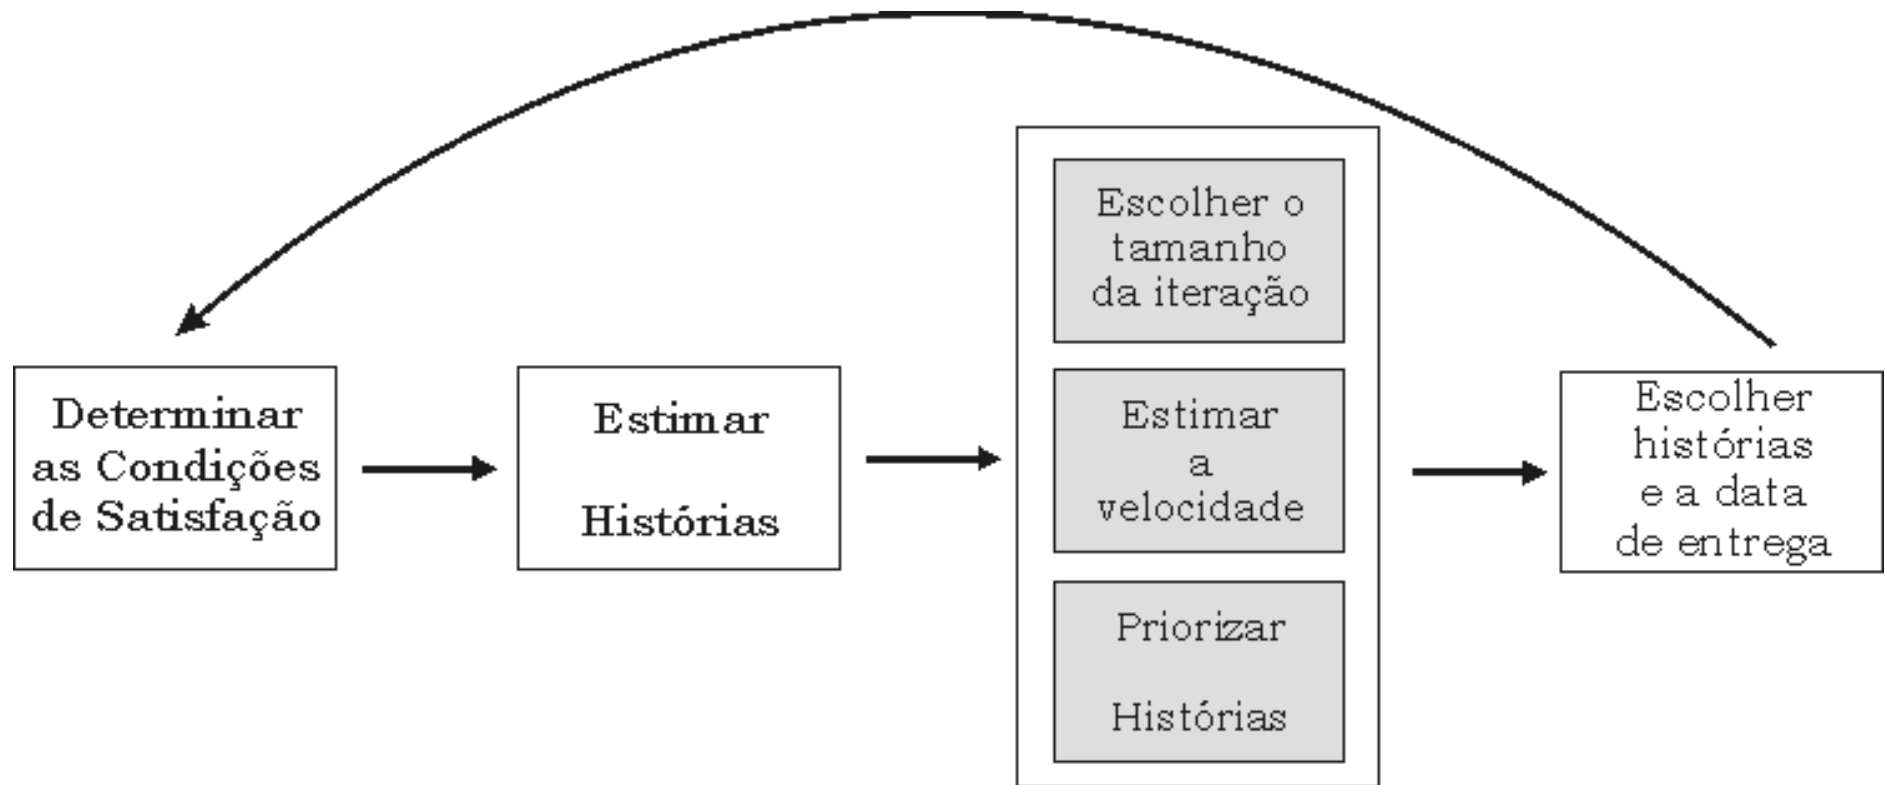 Determinar
as Condições
de Satisfação
Estimar
Histórias
Escolher o
tamanho
da iteração
Estimar
a
velocidade
Priorizar
Histórias
Escolher
histórias
e a data
de entrega